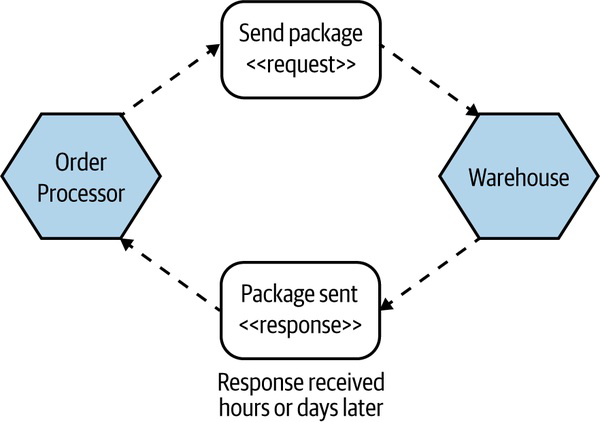 Send package
<<request>>
Order
Processor
Warehouse
Package sent
<<response>>
Response received
hours or days later